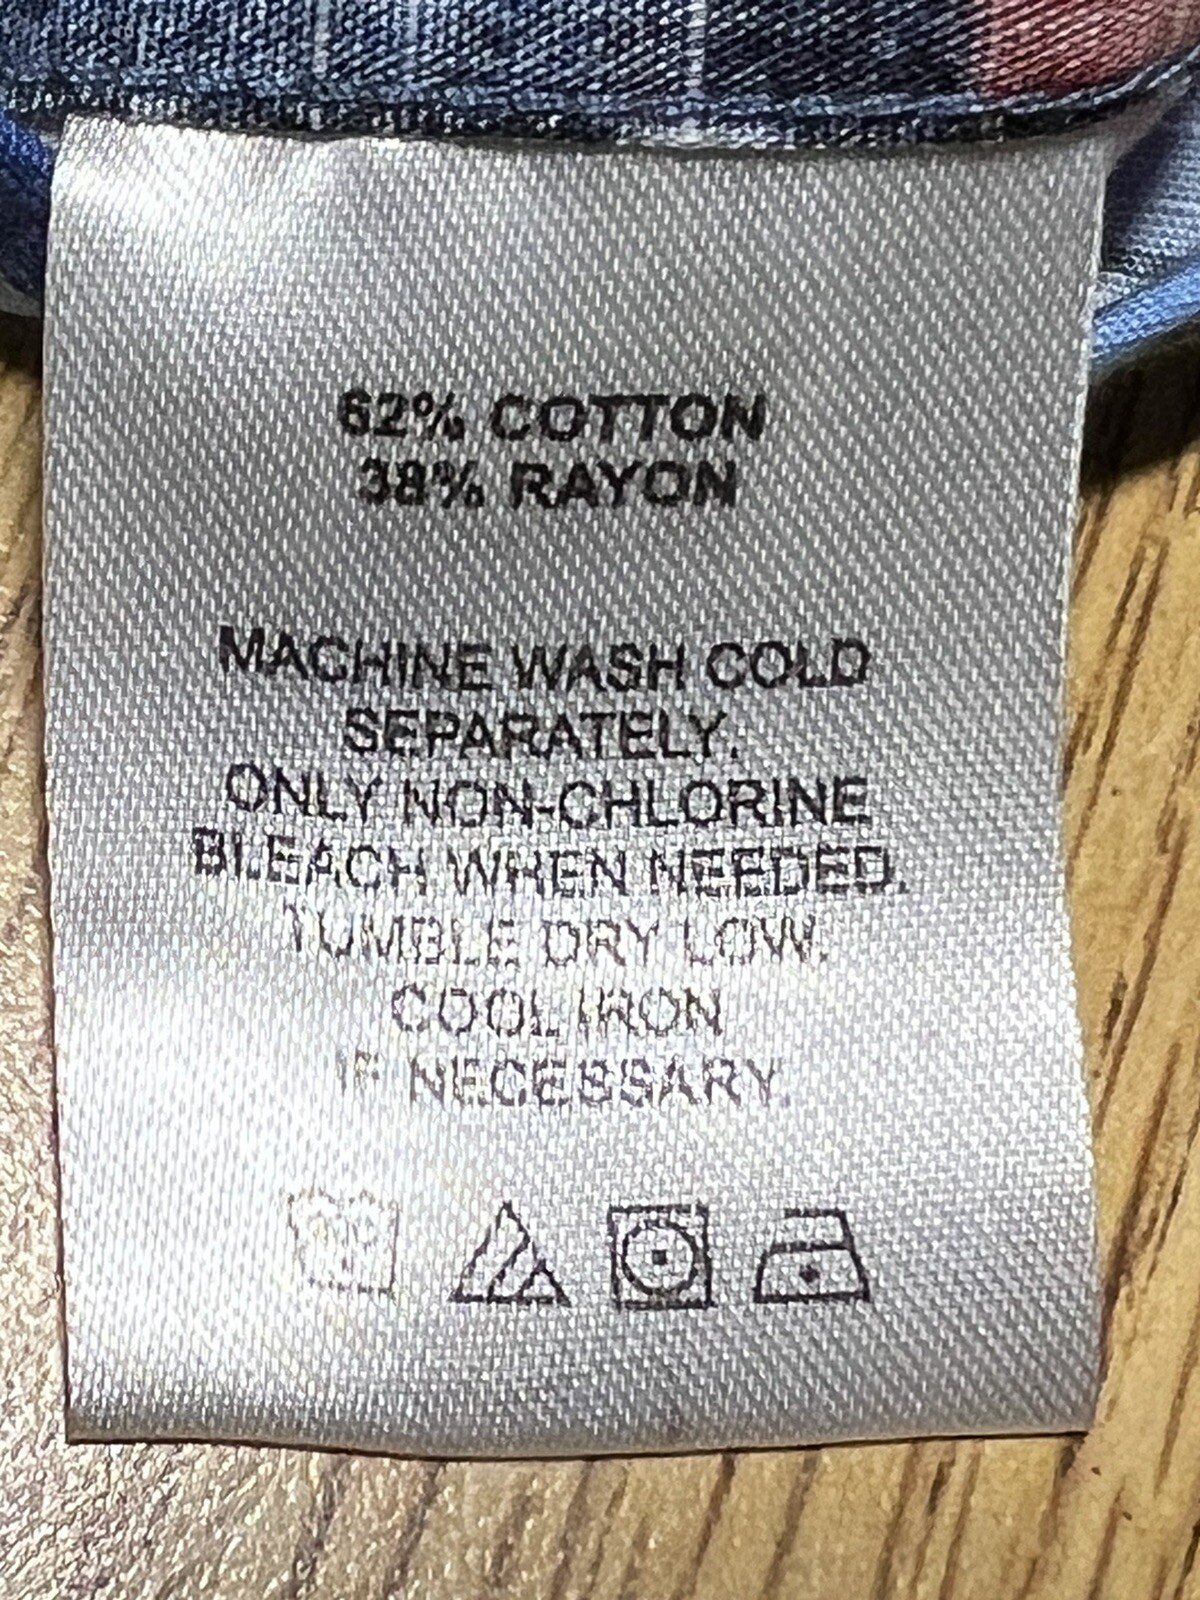 62% COTTON
38% RAYON
MACHINE WASH COLD
SEPARATELY.
ONLY NON-CHLORINE
BLEACH WHEN NEEDED.
TUMBLE DRY LOW.
COOL IRON
IF NECESSARY.